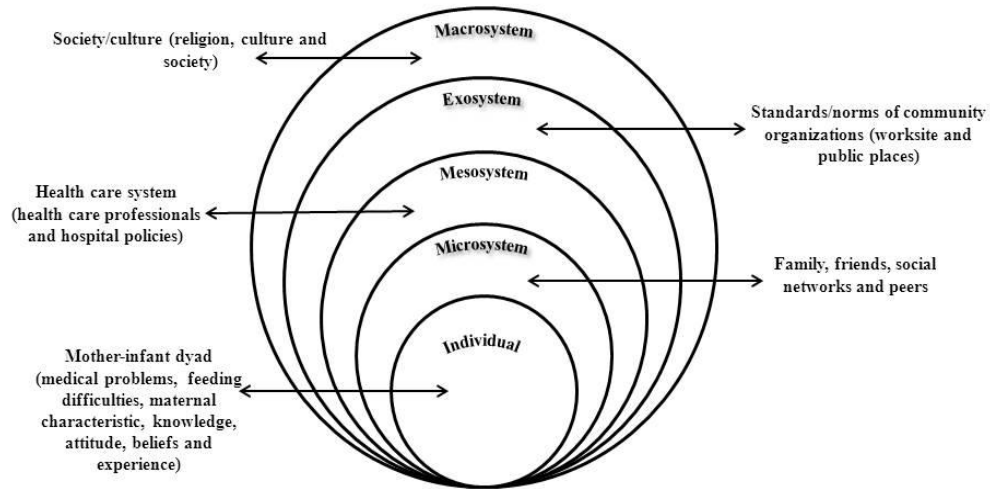 Macrosystem
Society/culture (religion, culture and
society)
Exosystem
Standards/norms of community
organizations (worksite and
public places)
Mesosystem
Health care system
(health care professionals
and hospital policies)
Microsystem
Family, friends, social
networks and peers
Individual
Mother-infant dyad
(medical problems, feeding
difficulties, maternal
characteristic, knowledge,
attitude, beliefs and
experience)